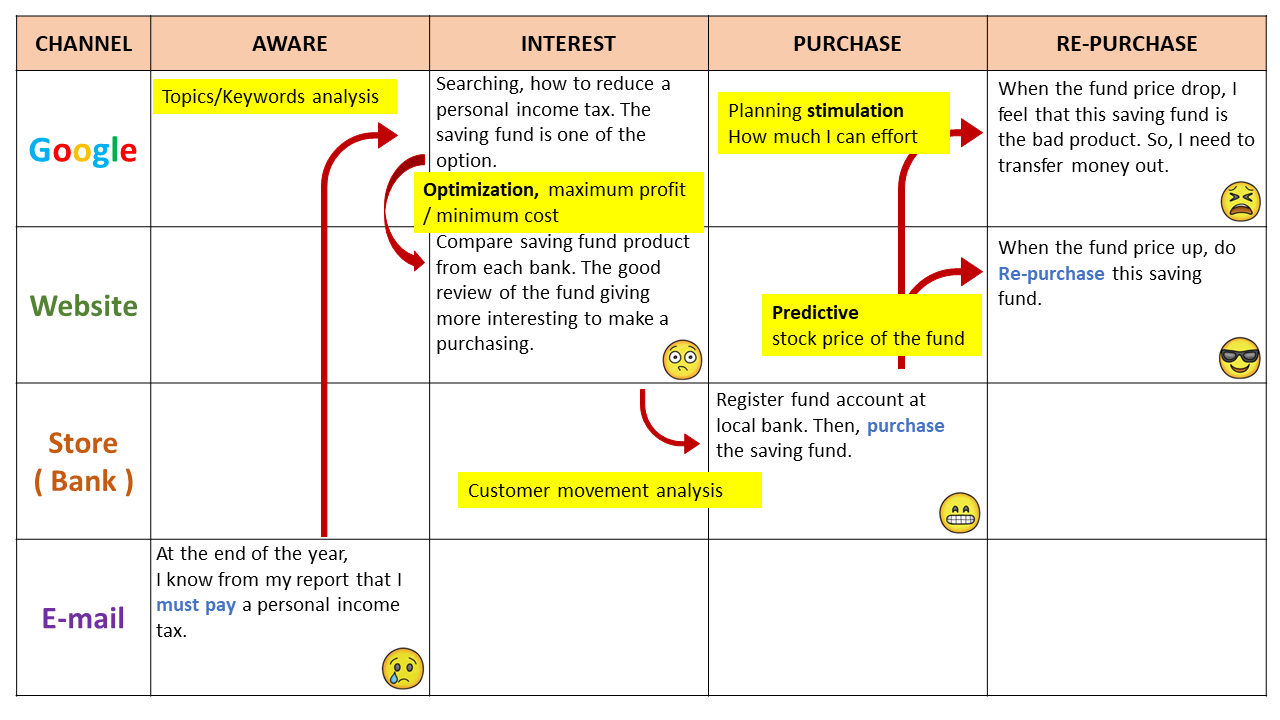 CHANNEL
AWARE
INTEREST
PURCHASE
RE-PURCHASE
Google
Topics/Keywords analysis
Searching, how to reduce a
personal income tax. The
saving fund is one of the
option.
Optimization, maximum profit
/ minimum cost
Planning stimulation
How much I can effort
When the fund price drop, I
feel that this saving fund is
the bad product. So, I need to
transfer money out.
Website
Compare saving fund product
from each bank. The good
review of the fund giving
more interesting to make a
purchasing.
Predictive
stock price of the fund
When the fund price up, do
Re-purchase this saving
fund.
Store
( Bank )
Customer movement analysis
Register fund account at
local bank. Then, purchase
the saving fund.
E-mail
At the end of the year,
I know from my report that I
must pay a personal income
tax.